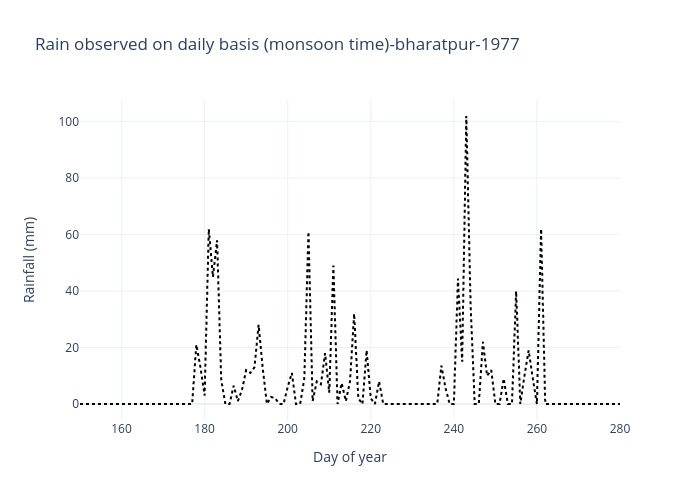 Rain observed on daily basis (monsoon time)-bharatpur-1977
100
80
60
40
20
0
Rainfall (mm)
160 180 200 220 240 260 280
Day of year